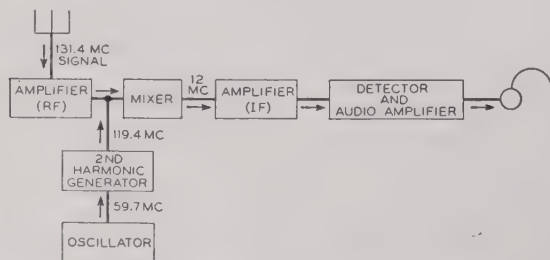 131.4 MC
SIGNAL
AMPLIFIER
(RF)
MIXER
12
MC
AMPLIFIER
(IF)
DETECTOR
AND
AUDIO AMPLIFIER
119.4 MC
2ND
HARMONIC
GENERATOR
59.7 MC
OSCILLATOR